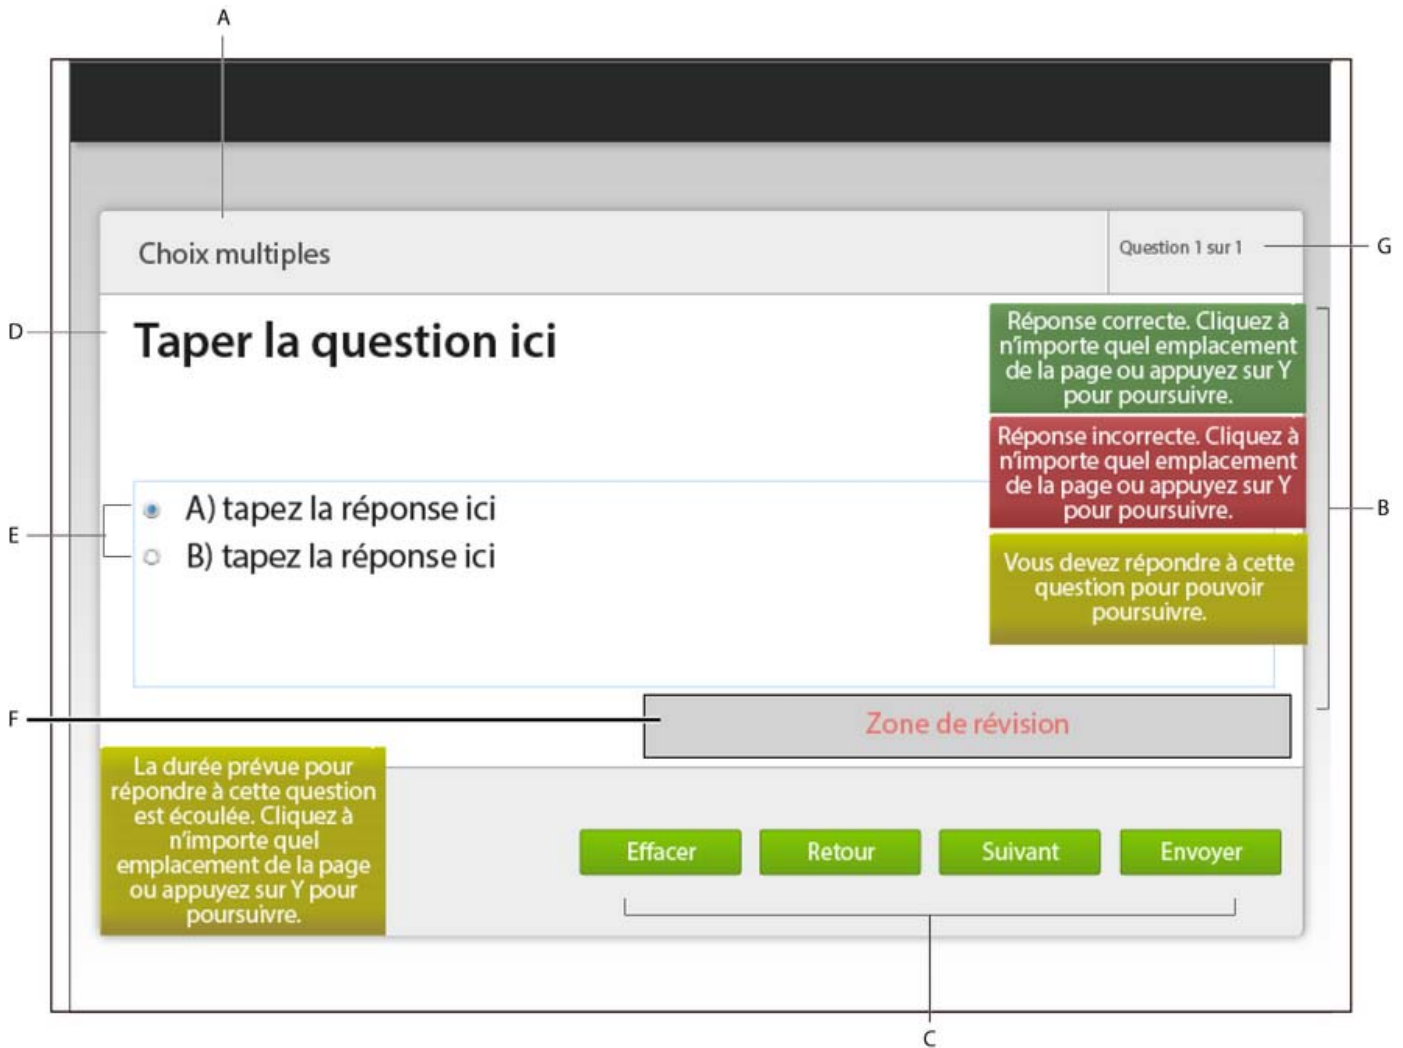 A
Choix multiples
Question 1 sur 1
G
D
Taper la question ici
Réponse correcte. Cliquez à
n'importe quel emplacement
de la page ou appuyez sur Y
pour poursuivre.
Réponse incorrecte. Cliquez à
n'importe quel emplacement
de la page ou appuyez sur Y
pour poursuivre.
B
E
A) tapez la réponse ici
B) tapez la réponse ici
Vous devez répondre à cette
question pour pouvoir
poursuivre.
F
Zone de révision
La durée prévue pour
répondre à cette question
est écoulée. Cliquez à
n'importe quel
emplacement de la page
ou appuyez sur Y pour
poursuivre.
Effacer
Retour
Suivant
Envoyer
C